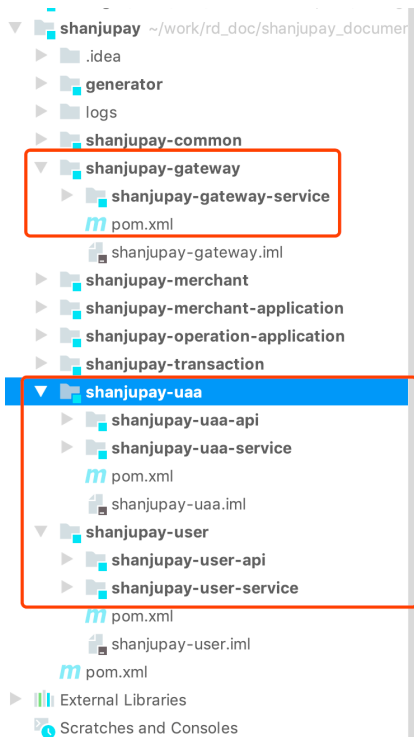 shanjupay ~/work/rd_doc/shanjupay_documen
.idea
generator
logs
shanjupay-common
shanjupay-gateway
shanjupay-gateway-service
pom.xml
shanjupay-gateway.iml
shanjupay-merchant
shanjupay-merchant-application
shanjupay-operation-application
shanjupay-transaction
shanjupay-uaa
shanjupay-uaa-api
shanjupay-uaa-service
pom.xml
shanjupay-uaa.iml
shanjupay-user
shanjupay-user-api
shanjupay-user-service
pom.xml
shanjupay-user.iml
pom.xml
External Libraries
Scratches and Consoles